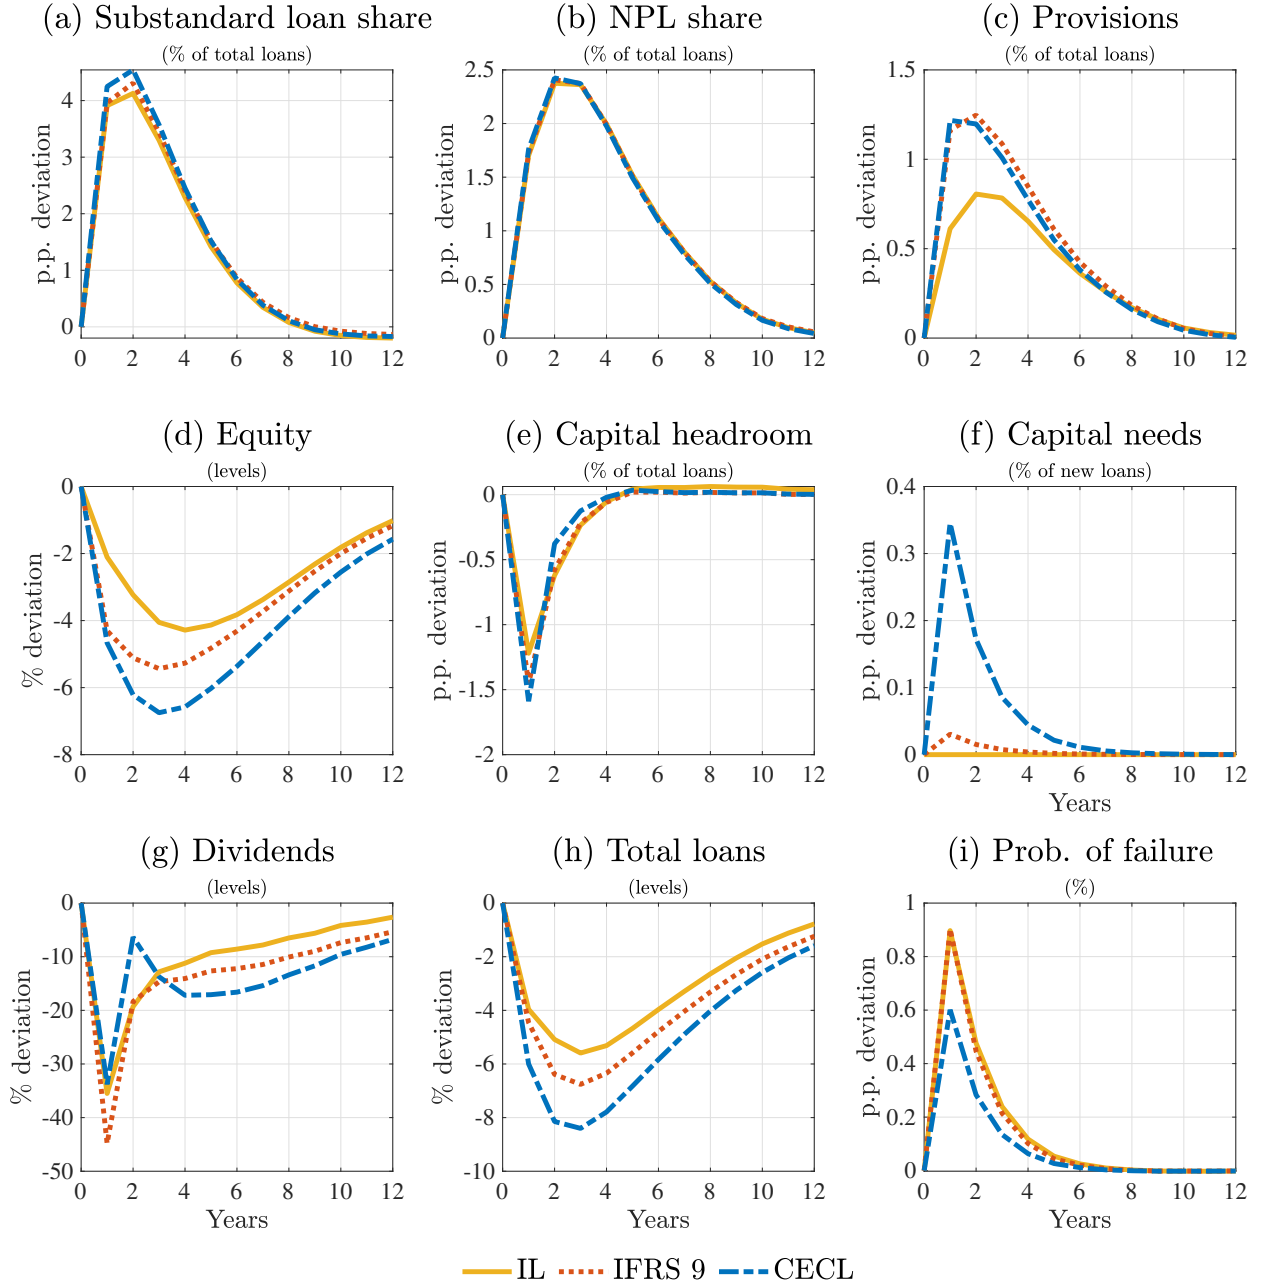 (a) Substandard loan share
(% of total loans)
p.p. deviation
4
3
2
1
0
0 2 4 6 8 10 12
(b) NPL share
(% of total loans)
p.p. deviation
2.5
2
1.5
1
0.5
0
0 2 4 6 8 10 12
(c) Provisions
(% of total loans)
p.p. deviation
1.5
1
0.5
0
0 2 4 6 8 10 12
(d) Equity
(levels)
% deviation
0
-2
-4
-6
-8
0 2 4 6 8 10 12
(e) Capital headroom
(% of total loans)
p.p. deviation
0
-0.5
-1
-1.5
-2
0 2 4 6 8 10 12
(f) Capital needs
(% of new loans)
p.p. deviation
0.4
0.3
0.2
0.1
0
0 2 4 6 8 10 12
Years
(g) Dividends
(levels)
% deviation
0
-10
-20
-30
-40
-50
0 2 4 6 8 10 12
Years
(h) Total loans
(levels)
% deviation
0
-2
-4
-6
-8
-10
0 2 4 6 8 10 12
Years
(i) Prob. of failure
(%)
p.p. deviation
1
0.8
0.6
0.4
0.2
0
0 2 4 6 8 10 12
IL IFRS 9 CECL